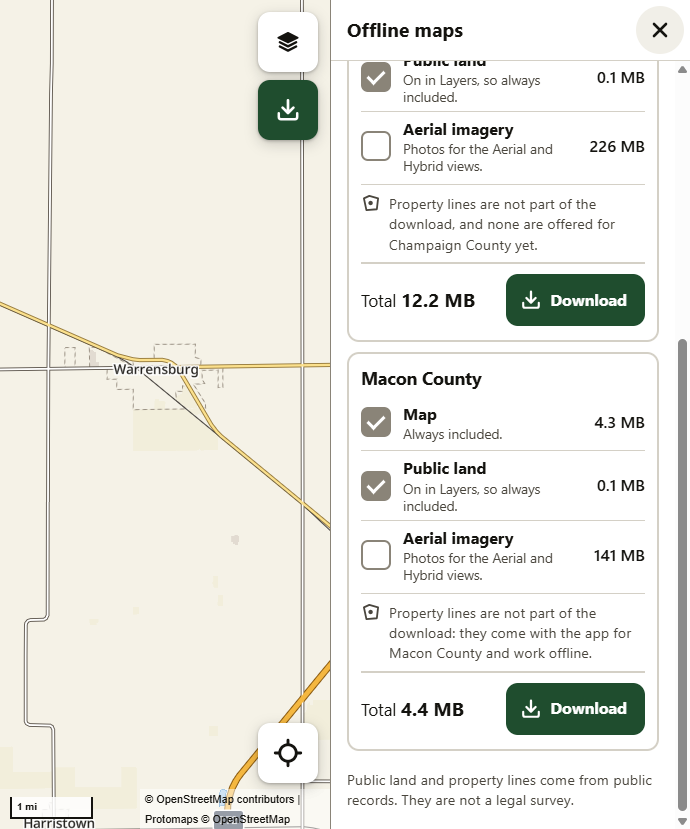 Offline maps
Public land
On in Layers, so always
included.
0.1 MB
Aerial imagery
Photos for the Aerial and
Hybrid views.
226 MB
Property lines are not part of the
download, and none are offered for
Champaign County yet.
Total 12.2 MB
Download
Macon County
Map
Always included.
4.3 MB
Public land
On in Layers, so always
included.
0.1 MB
Aerial imagery
Photos for the Aerial and
Hybrid views.
141 MB
Property lines are not part of the
download: they come with the app for
Macon County and work offline.
Total 4.4 MB
Download
Public land and property lines come from public
records. They are not a legal survey.
Warrensburg
1 mi
Harristown
© OpenStreetMap contributors |
Protomaps © OpenStreetMap